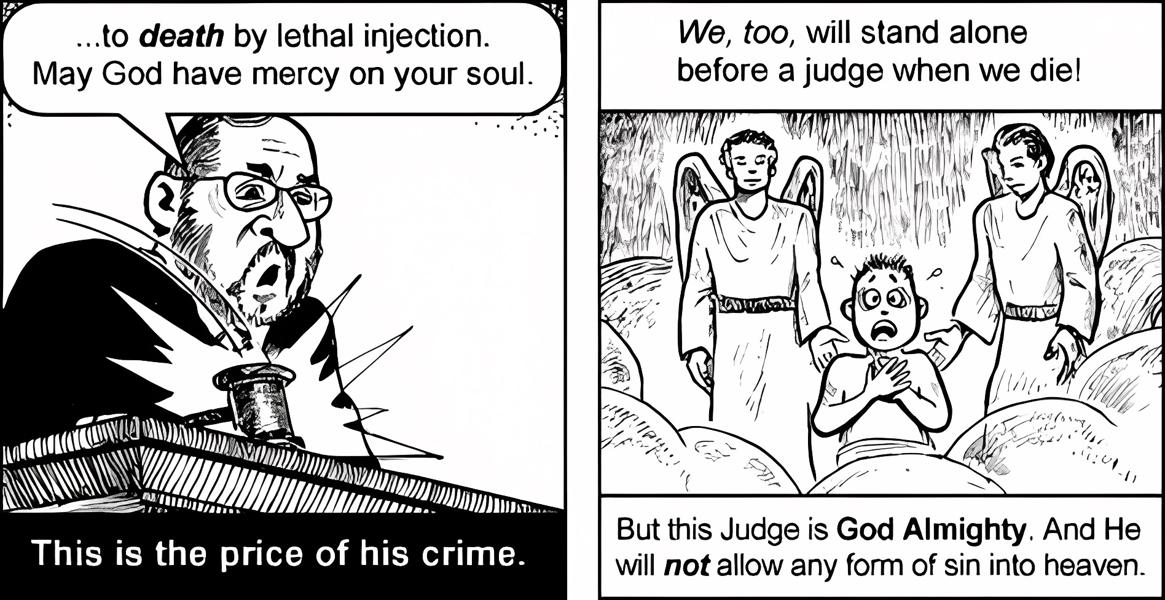 ...to death by lethal injection.
May God have mercy on your soul.
This is the price of his crime.
We, too, will stand alone
before a judge when we die!
But this Judge is God Almighty. And He
will not allow any form of sin into heaven.